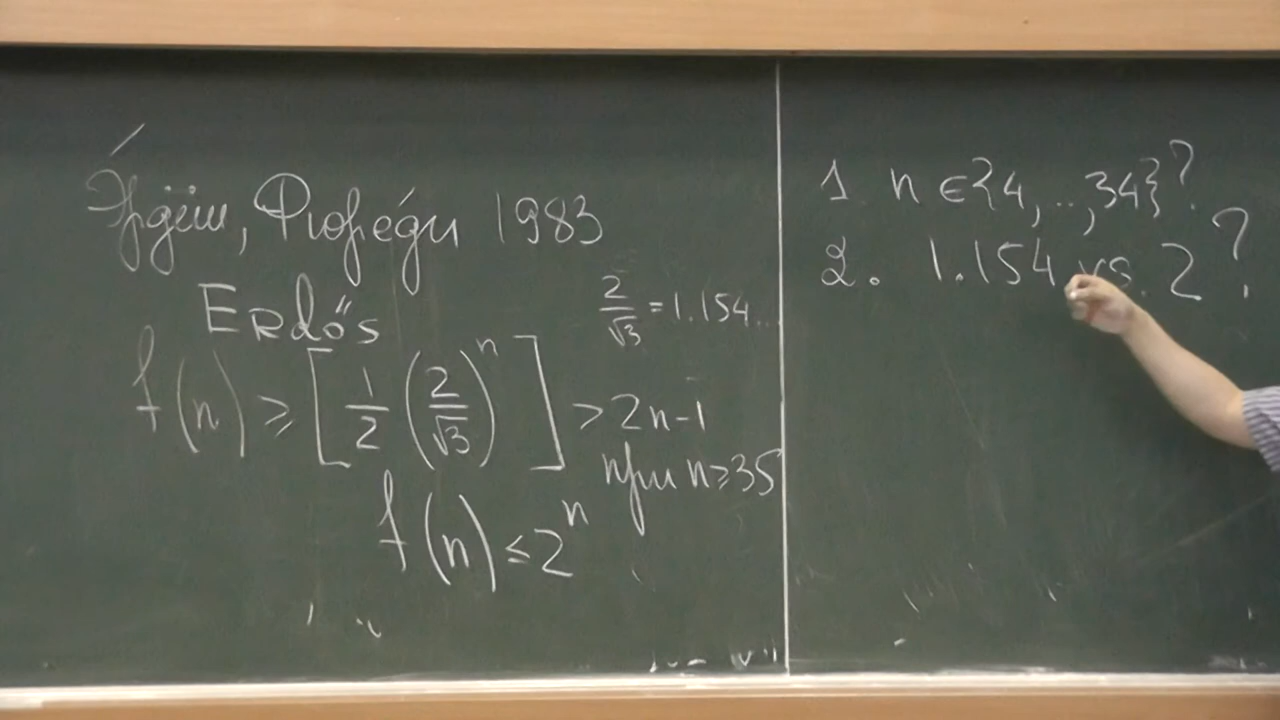 Эрдёш, Фюреди 1983
Erdős
2/√3 = 1.154...
f(n) ⩾ [1/2 (2/√3)^n] > 2n-1
при n⩾35
f(n) ≤ 2^n
1 n ∈ {4,..,34}?
2. 1.154 vs. 2?